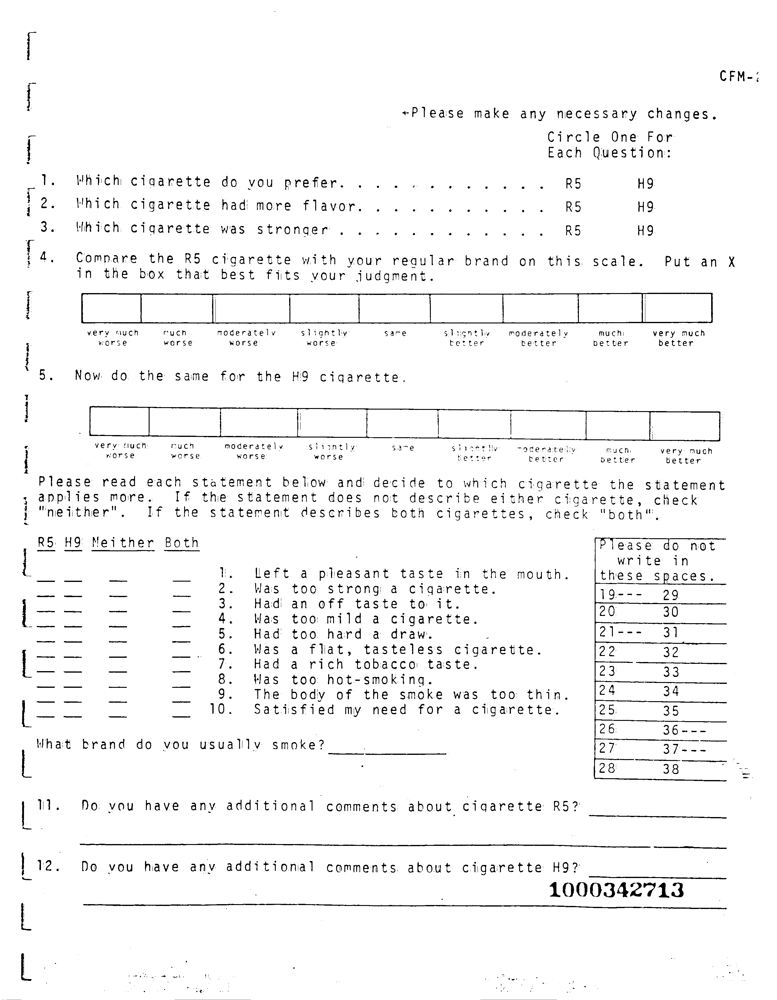 CFM-
←Please make any necessary changes.
Circle One For
Each Question:
1. Which cigarette do you prefer. . . . . . . . . . . . . R5 H9
2. Which cigarette had more flavor. . . . . . . . . . . . R5 H9
3. Which cigarette was stronger . . . . . . . . . . . . . R5 H9
4. Compare the R5 cigarette with your regular brand on this scale. Put an X
in the box that best fits your judgment.
very much much moderately slightly same slightly moderately much very much
worse worse worse worse better better better better
5. Now do the same for the H9 cigarette.
very much much moderately slightly same slightly moderately much very much
worse worse worse worse better better better better
Please read each statement below and decide to which cigarette the statement
applies more. If the statement does not describe either cigarette, check
"neither". If the statement describes both cigarettes, check "both".
R5 H9 Neither Both
1. Left a pleasant taste in the mouth.
2. Was too strong a cigarette.
3. Had an off taste to it.
4. Was too mild a cigarette.
5. Had too hard a draw.
6. Was a flat, tasteless cigarette.
7. Had a rich tobacco taste.
8. Was too hot-smoking.
9. The body of the smoke was too thin.
10. Satisfied my need for a cigarette.
Please do not
write in
these spaces.
19--- 29
20 30
21--- 31
22 32
23 33
24 34
25 35
26 36---
27 37---
28 38
What brand do you usually smoke?
11. Do you have any additional comments about cigarette R5?
12. Do you have any additional comments about cigarette H9?
1000342713